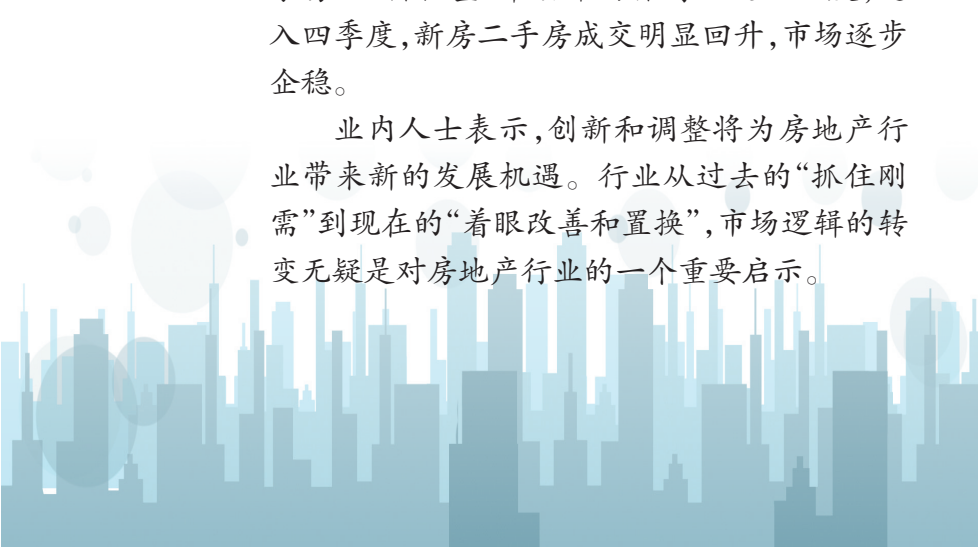 入四季度,新房二手房成交明显回升,市场逐步
企稳。
业内人士表示,创新和调整将为房地产行
业带来新的发展机遇。行业从过去的“抓住刚
需”到现在的“着眼改善和置换”,市场逻辑的转
变无疑是对房地产行业的一个重要启示。